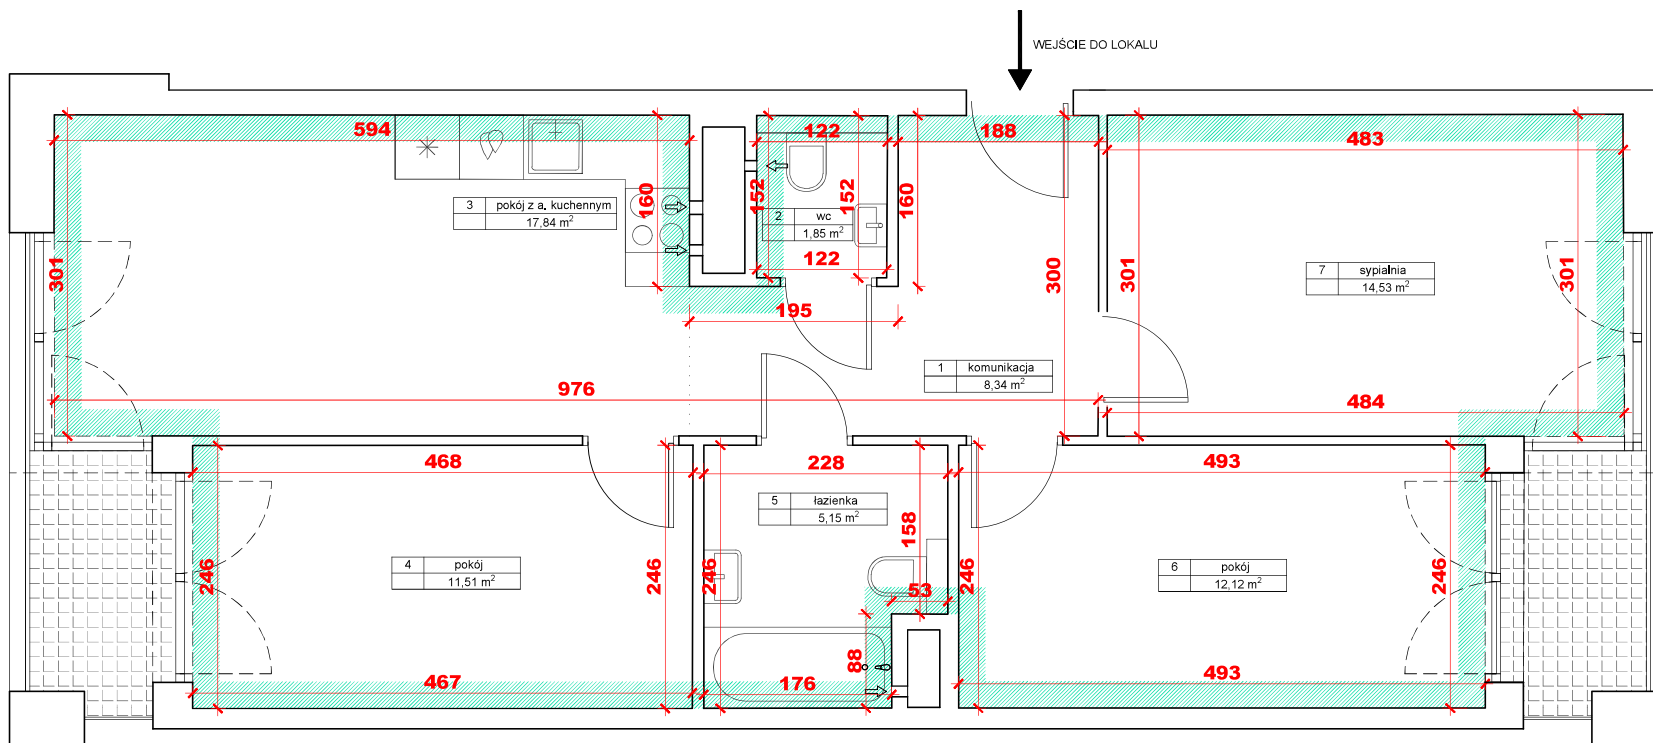 WEJŚCIE DO LOKALU
594
122
188
483
160
152
152
160
3 pokój z a. kuchennym
17,84 m²
2 wc
1,85 m²
122
301
300
301
301
7 sypialnia
14,53 m²
195
1 komunikacja
8,34 m²
976
484
468
228
493
5 łazienka
5,15 m²
158
4 pokój
11,51 m²
6 pokój
12,12 m²
246
246
246
53
246
246
88
467
176
493